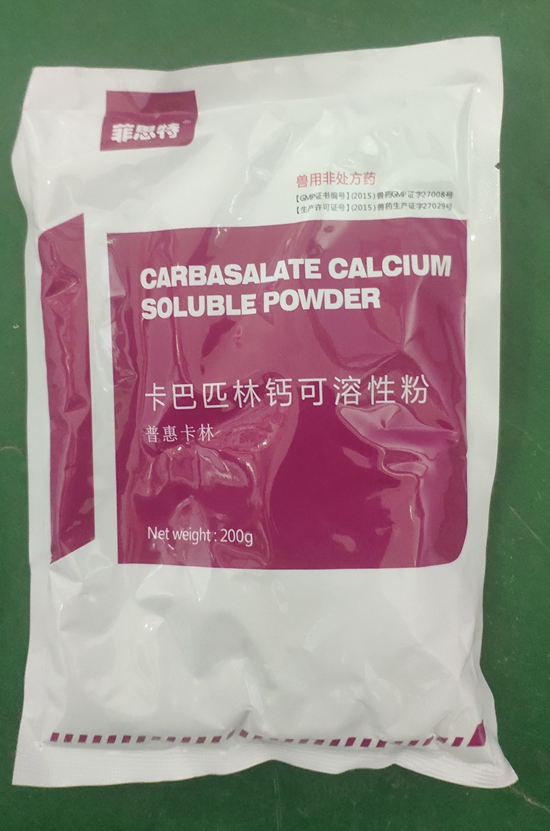 菲恩特
兽用非处方药
【GMP证书编号】(2015)兽药GMP证字27008号
【生产许可证号】(2015)兽药生产证字27029号
CARBASALATE CALCIUM
SOLUBLE POWDER
卡巴匹林钙可溶性粉
普惠卡林
Net weight : 200g